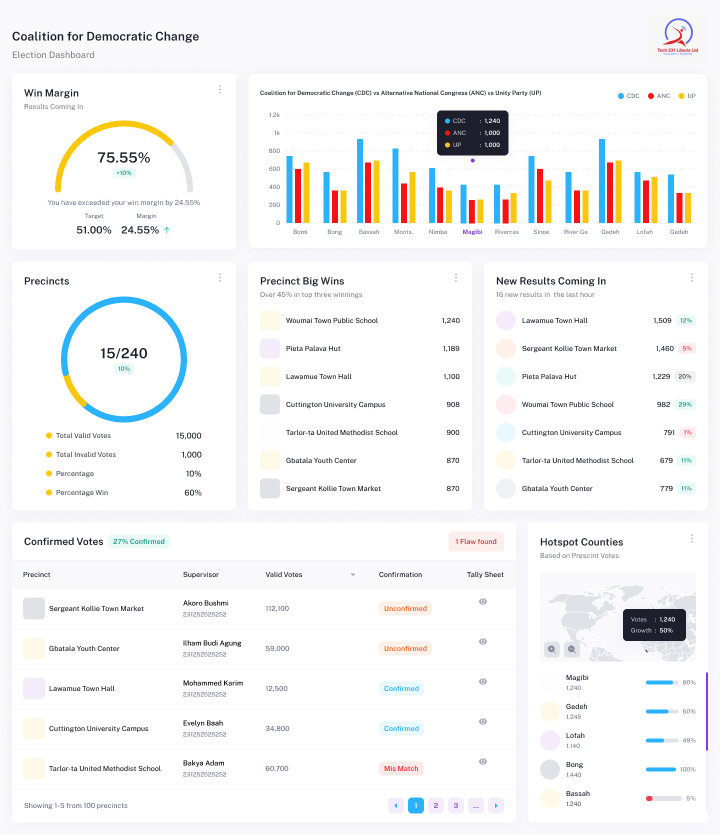 Coalition for Democratic Change
Election Dashboard
Tech 231 Liberia Ltd
Win Margin
Results Coming In
75.55%
+10%
You have exceeded your win margin by 24.55%
Target Margin
51.00% 24.55% ↑
Coalition for Democratic Change (CDC) vs Alternative National Congress (ANC) vs Unity Party (UP)
CDC ANC UP
1.2k
1k
800
600
400
200
0
CDC : 1,240
ANC : 1,000
UP : 1,000
Bomi Bong Bassah Monts. Nimba Magibi Rivercas Sinoe River Ge Gedeh Lofah Gedeh
Precincts
15/240
10%
Total Valid Votes 15,000
Total Invalid Votes 1,000
Percentage 10%
Percentage Win 60%
Precinct Big Wins
Over 45% in top three winnings
Woumai Town Public School 1,240
Pieta Palava Hut 1,189
Lawamue Town Hall 1,100
Cuttington University Campus 908
Tarlor-ta United Methodist School 900
Gbatala Youth Center 870
Sergeant Kollie Town Market 870
New Results Coming In
16 new results in the last hour
Lawamue Town Hall 1,509 12%
Sergeant Kollie Town Market 1,460 5%
Pieta Palava Hut 1,229 20%
Woumai Town Public School 982 29%
Cuttington University Campus 791 1%
Tarlor-ta United Methodist School 679 11%
Gbatala Youth Center 779 11%
Confirmed Votes 27% Confirmed 1 Flaw found
Precinct Supervisor Valid Votes Confirmation Tally Sheet
Sergeant Kollie Town Market Akoro Bushmi 112,100 Unconfirmed
231252525252
Gbatala Youth Center Ilham Budi Agung 59,000 Unconfirmed
231252525252
Lawamue Town Hall Mohammed Karim 12,500 Confirmed
231252525252
Cuttington University Campus Evelyn Baah 34,800 Confirmed
231252525252
Tarlor-ta United Methodist School Bakya Adam 60,700 Mis Match
231252525252
Showing 1-5 from 100 precincts
1 2 3 ...
Hotspot Counties
Based on Prescint Votes
Votes : 1,240
Growth : 50%
Magibi 80%
1,240
Gedeh 60%
1,245
Lofah 49%
1,140
Bong 100%
1,440
Bassah 5%
1,240